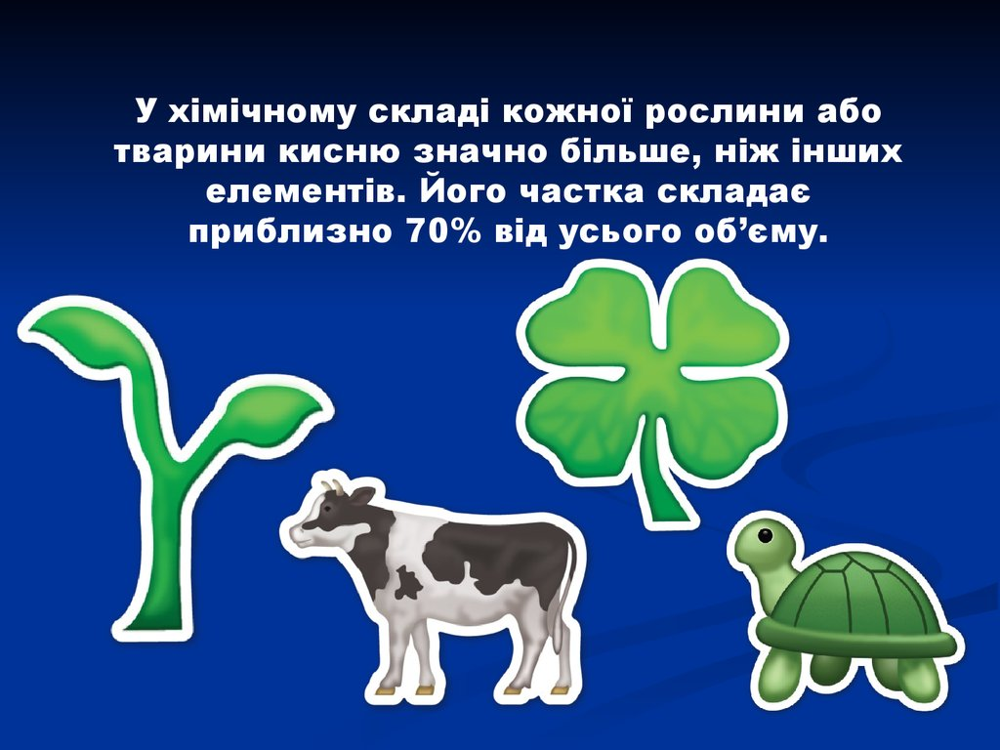 У хімічному складі кожної рослини або
тварини кисню значно більше, ніж інших
елементів. Його частка складає
приблизно 70% від усього об’єму.